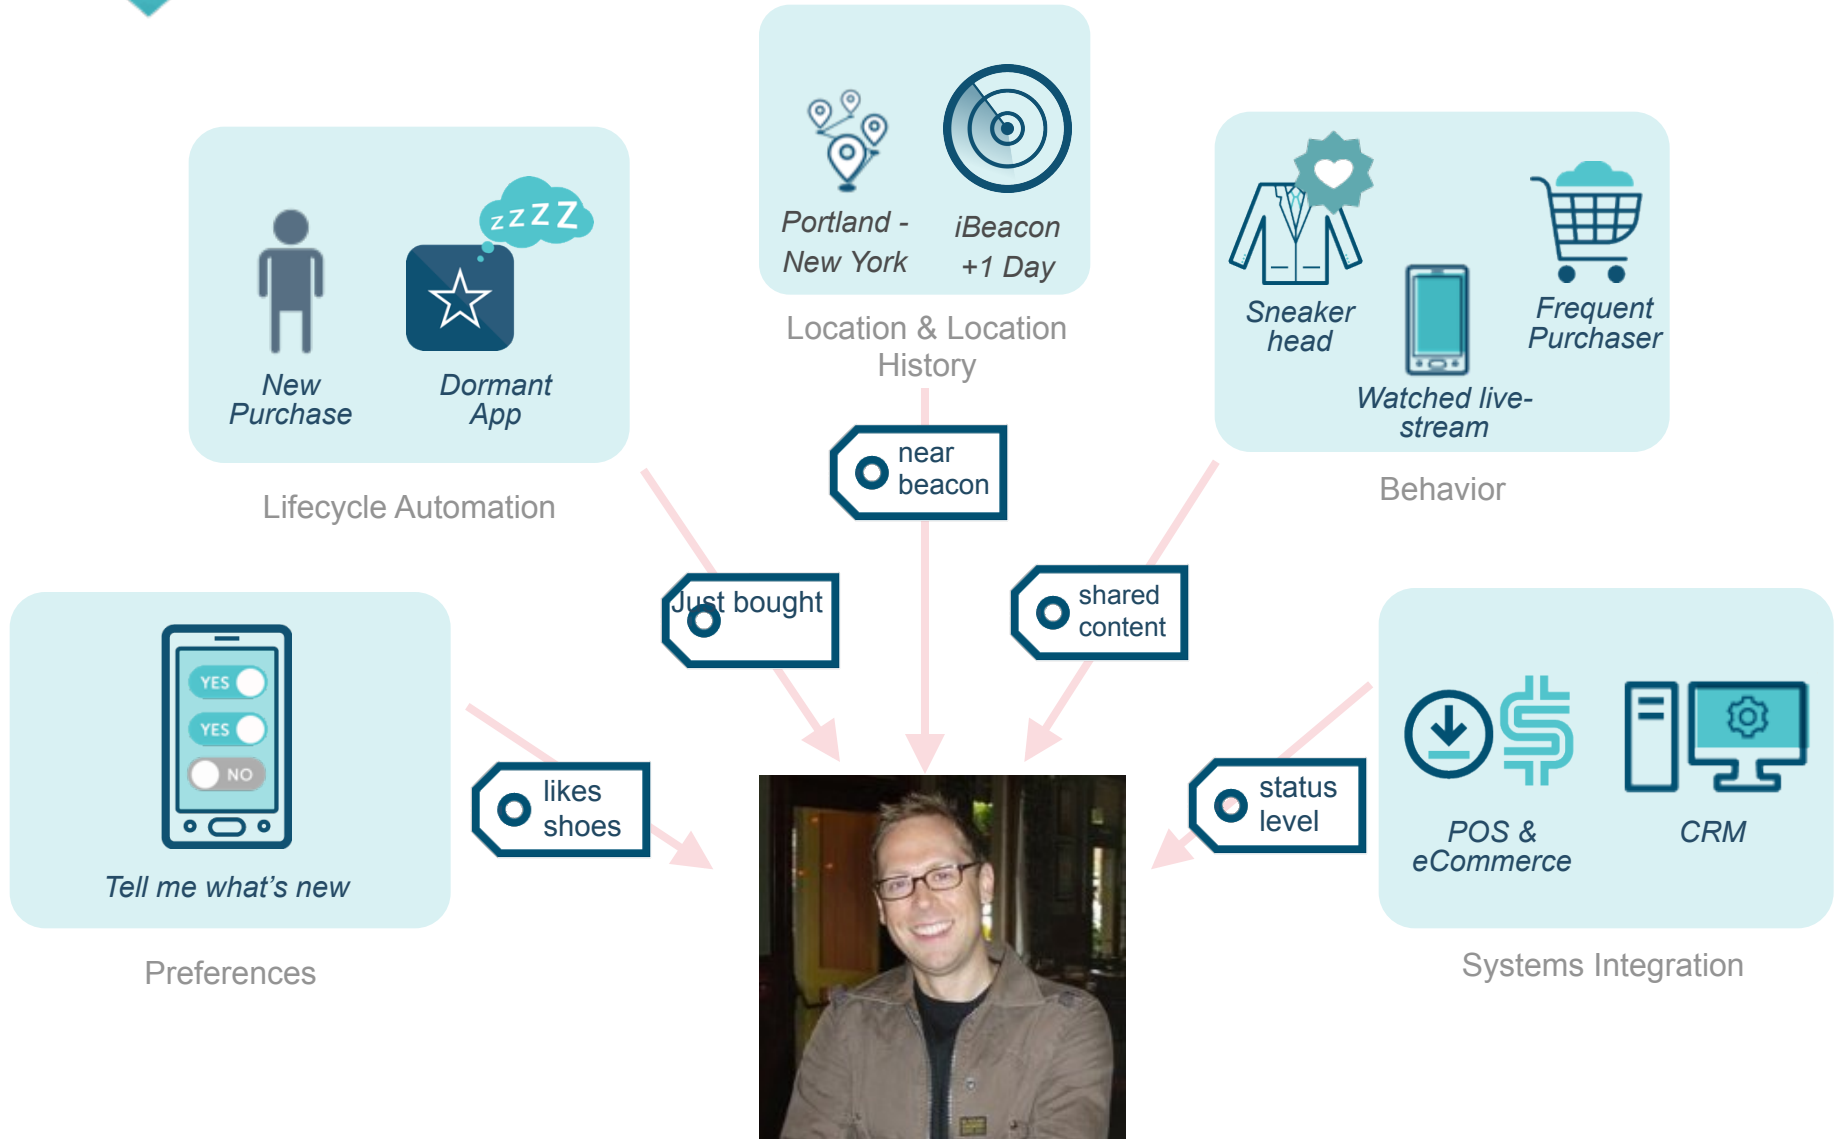 Portland -
New York
iBeacon
+1 Day
Location & Location
History
zzZZ
New
Purchase
Dormant
App
Lifecycle Automation
Sneaker
head
Frequent
Purchaser
Watched live-
stream
Behavior
near
beacon
Just bought
shared
content
YES
YES
NO
Tell me what's new
Preferences
likes
shoes
status
level
POS &
eCommerce
CRM
Systems Integration